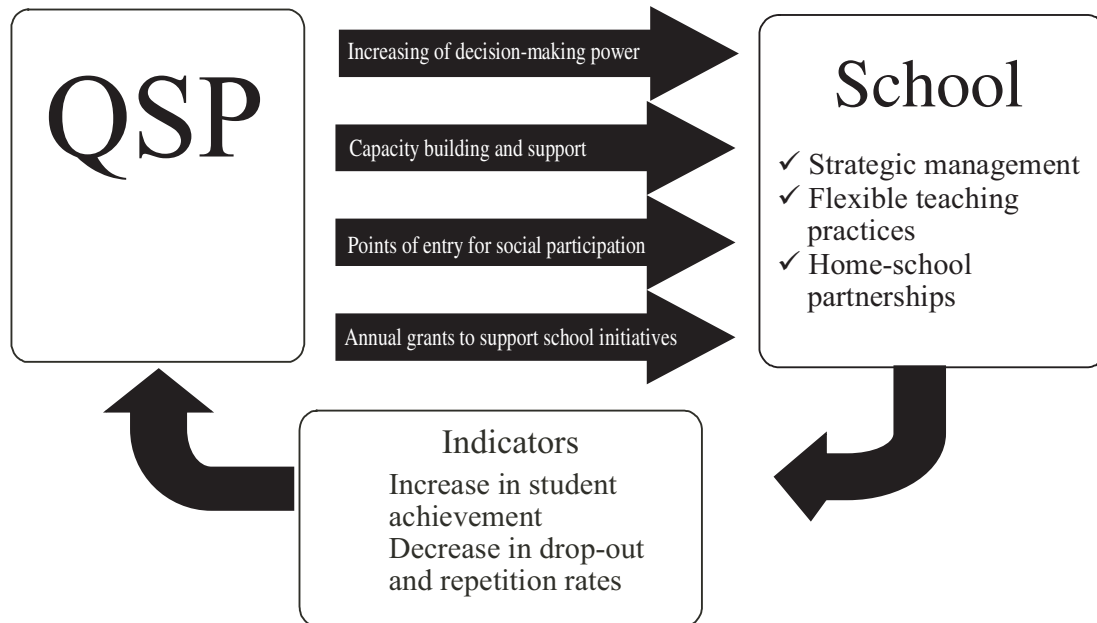 QSP
Increasing of decision-making power
Capacity building and support
Points of entry for social participation
Annual grants to support school initiatives
School
✓ Strategic management
✓ Flexible teaching
practices
✓ Home-school
partnerships
Indicators
Increase in student
achievement
Decrease in drop-out
and repetition rates